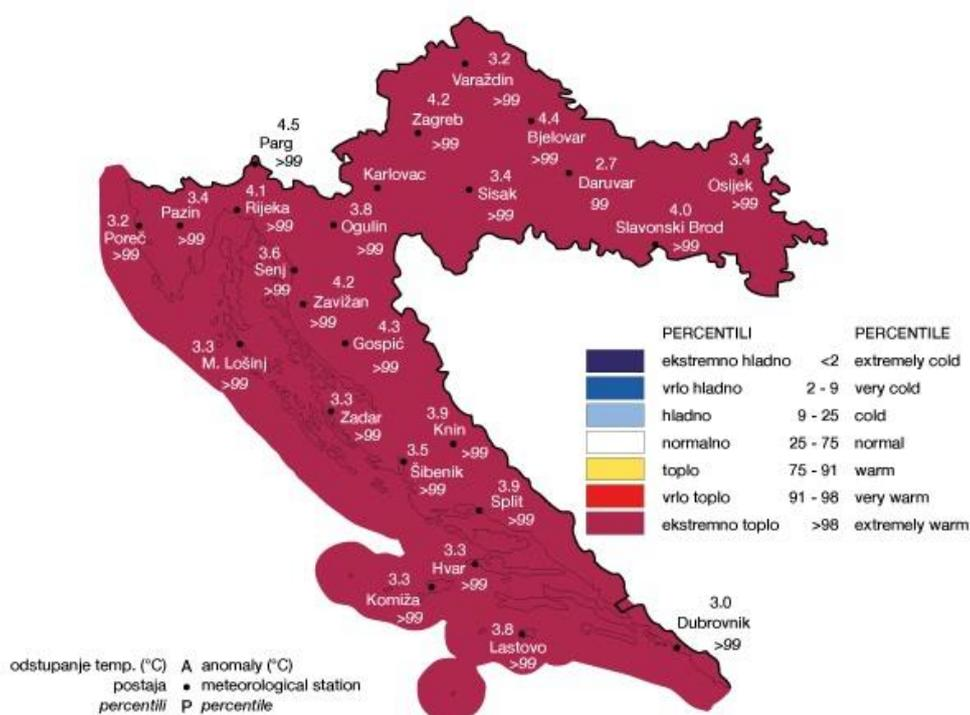 3.2
Varaždin
>99
4.2
Zagreb
>99
4.4
Bjelovar
>99
4.5
Parg
>99
2.7
Daruvar
99
3.4
Osijek
>99
Karlovac
3.4
Sisak
>99
4.0
Slavonski Brod
>99
3.2
Poreč
>99
3.4
Pazin
>99
4.1
Rijeka
>99
3.8
Ogulin
>99
3.6
Senj
>99
4.2
Zavižan
>99
4.3
Gospić
>99
3.3
M. Lošinj
>99
3.3
Zadar
>99
3.9
Knin
>99
3.5
Šibenik
>99
3.9
Split
>99
3.3
Hvar
>99
3.3
Komiža
>99
3.8
Lastovo
>99
3.0
Dubrovnik
>99
PERCENTILI PERCENTILE
ekstremno hladno <2 extremely cold
vrlo hladno 2 - 9 very cold
hladno 9 - 25 cold
normalno 25 - 75 normal
toplo 75 - 91 warm
vrlo toplo 91 - 98 very warm
ekstremno toplo >98 extremely warm
odstupanje temp. (°C) A anomaly (°C)
postaja • meteorological station
percentili P percentile